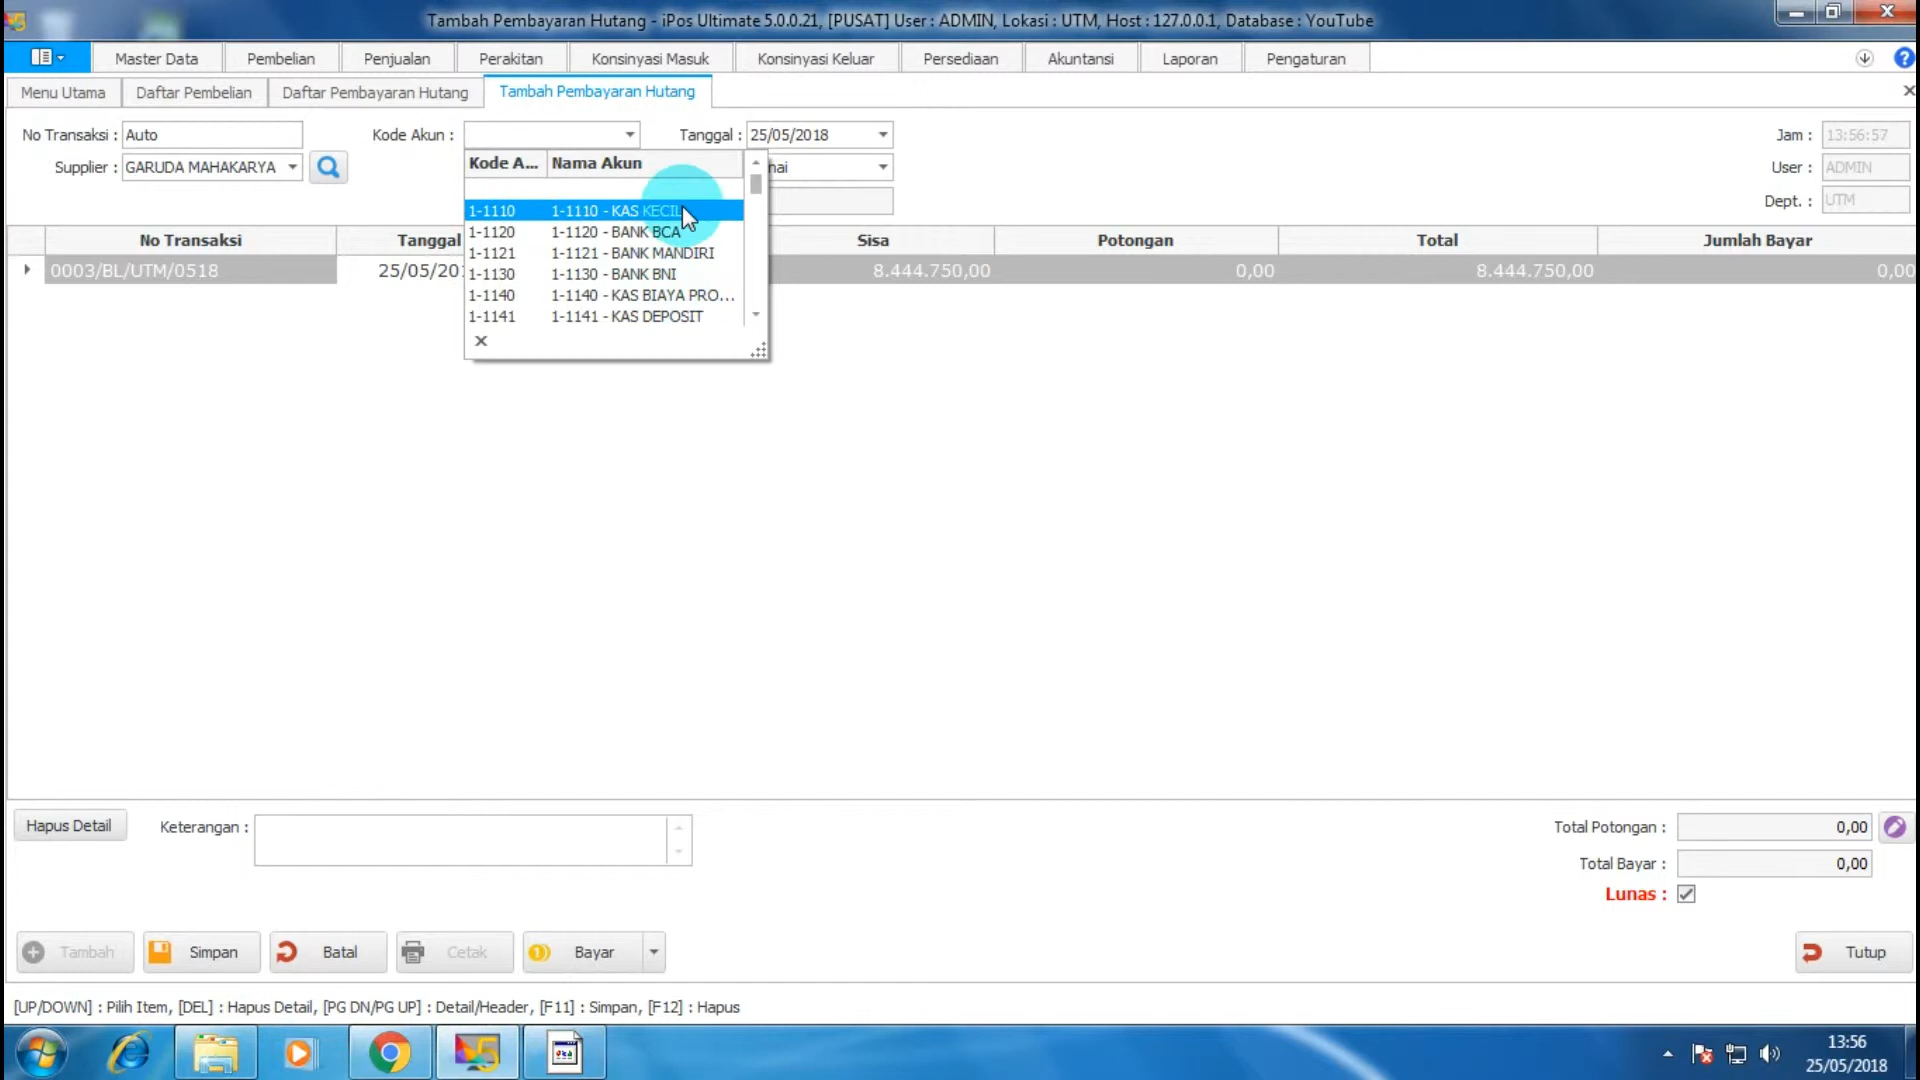 Tambah Pembayaran Hutang - iPos Ultimate 5.0.0.21, [PUSAT] User : ADMIN, Lokasi : UTM, Host : 127.0.0.1, Database : YouTube
Master Data Pembelian Penjualan Perakitan Konsinyasi Masuk Konsinyasi Keluar Persediaan Akuntansi Laporan Pengaturan
Menu Utama Daftar Pembelian Daftar Pembayaran Hutang Tambah Pembayaran Hutang
No Transaksi : Auto Kode Akun : Tanggal : 25/05/2018 Jam : 13:56:57
Supplier : GARUDA MAHAKARYA nai User : ADMIN
Dept. : UTM
Kode A... Nama Akun
1-1110 1-1110 - KAS KECIL
1-1120 1-1120 - BANK BCA
1-1121 1-1121 - BANK MANDIRI
1-1130 1-1130 - BANK BNI
1-1140 1-1140 - KAS BIAYA PRO...
1-1141 1-1141 - KAS DEPOSIT
No Transaksi Tanggal Sisa Potongan Total Jumlah Bayar
0003/BL/UTM/0518 25/05/20 8.444.750,00 0,00 8.444.750,00 0,00
Hapus Detail Keterangan : Total Potongan : 0,00
Total Bayar : 0,00
Lunas :
Tambah Simpan Batal Cetak Bayar Tutup
[UP/DOWN] : Pilih Item, [DEL] : Hapus Detail, [PG DN/PG UP] : Detail/Header, [F11] : Simpan, [F12] : Hapus
13:56
25/05/2018